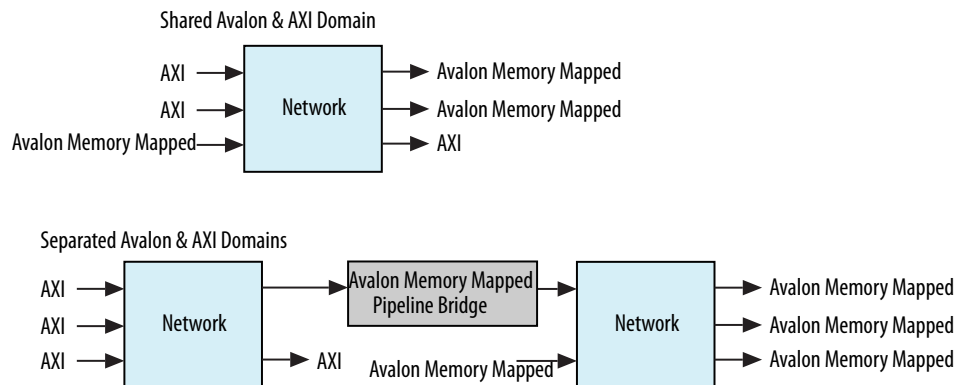 Shared Avalon & AXI Domain
AXI
Avalon Memory Mapped
AXI
Network
Avalon Memory Mapped
Avalon Memory Mapped
AXI
Separated Avalon & AXI Domains
AXI
Avalon Memory Mapped
Pipeline Bridge
Avalon Memory Mapped
AXI
Network
Network
Avalon Memory Mapped
AXI
AXI
Avalon Memory Mapped
Avalon Memory Mapped